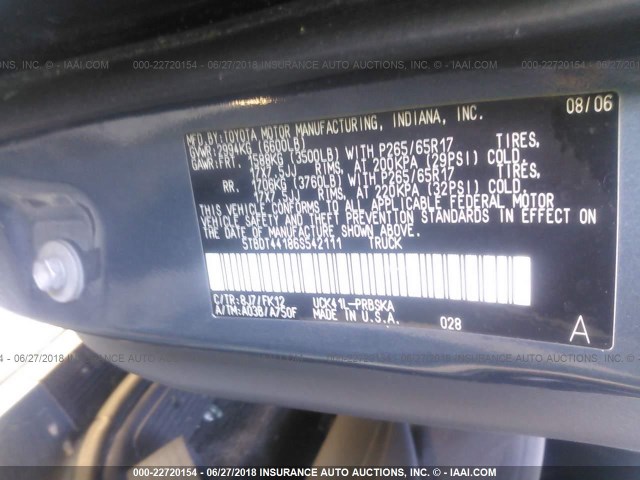 000-22720154 - 06/27/2018 INSURANCE AUTO AUCTIONS, INC. - © IAAI.COM
08/06
MFD.BY:TOYOTA MOTOR MANUFACTURING, INDIANA, INC.
GVWR:2994KG (6600LB)
GAWR:FRT. 1588KG (3500LB) WITH P265/65R17 TIRES,
17X7.5JJ RIMS, AT 200KPA (29PSI) COLD.
RR. 1706KG (3760LB) WITH P265/65R17 TIRES,
RIMS, AT 220KPA (32PSI) COLD.
THIS VEHICLE CONFORMS TO ALL APPLICABLE FEDERAL MOTOR
VEHICLE SAFETY AND THEFT PREVENTION STANDARDS IN EFFECT ON
THE DATE OF MANUFACTURE SHOWN ABOVE.
5TBDT44186S542111 TRUCK
C/TR:8J7/FK12 UCK41L-PRBSKA
A/TM:A03B/A750F MADE IN U.S.A. 028 A
000-22720154 - 06/27/2018 INSURANCE AUTO AUCTIONS, INC. - © IAAI.COM